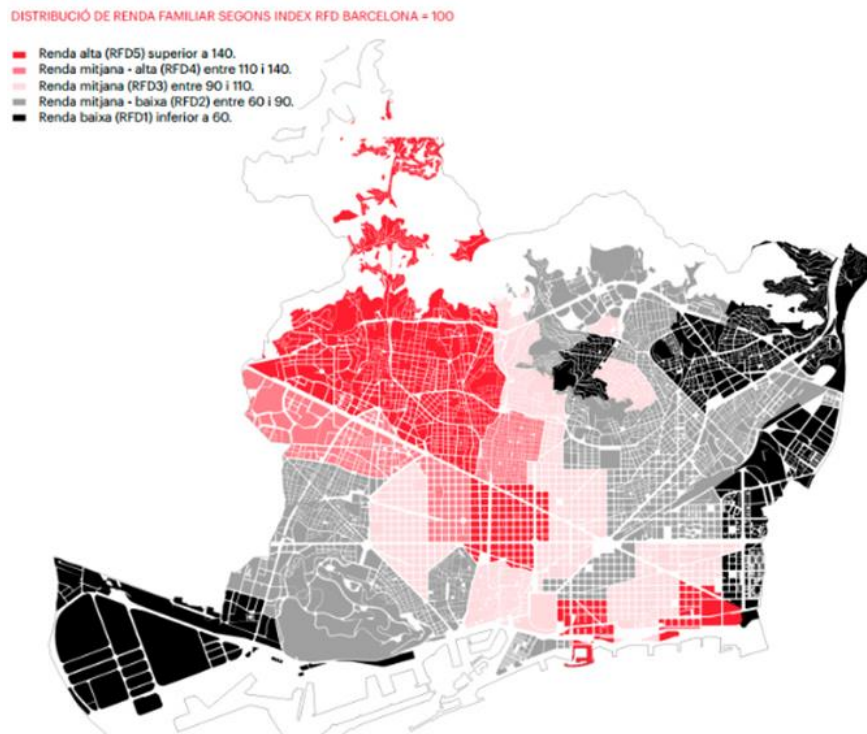 DISTRIBUCIÓ DE RENDA FAMILIAR SEGONS INDEX RFD BARCELONA = 100
Renda alta (RFD5) superior a 140.
Renda mitjana - alta (RFD4) entre 110 i 140.
Renda mitjana (RFD3) entre 90 i 110.
Renda mitjana - baixa (RFD2) entre 60 i 90.
Renda baixa (RFD1) inferior a 60.